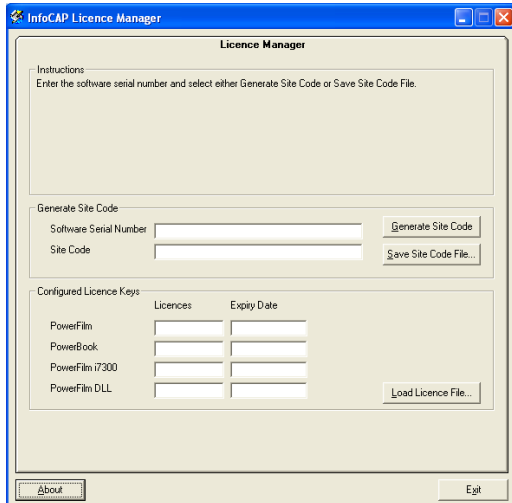 InfoCAP Licence Manager
Licence Manager
Instructions
Enter the software serial number and select either Generate Site Code or Save Site Code File.
Generate Site Code
Software Serial Number
Generate Site Code
Site Code
Save Site Code File...
Configured Licence Keys
Licences Expiry Date
PowerFilm
PowerBook
PowerFilm i7300
PowerFilm DLL
Load Licence File...
About
Exit